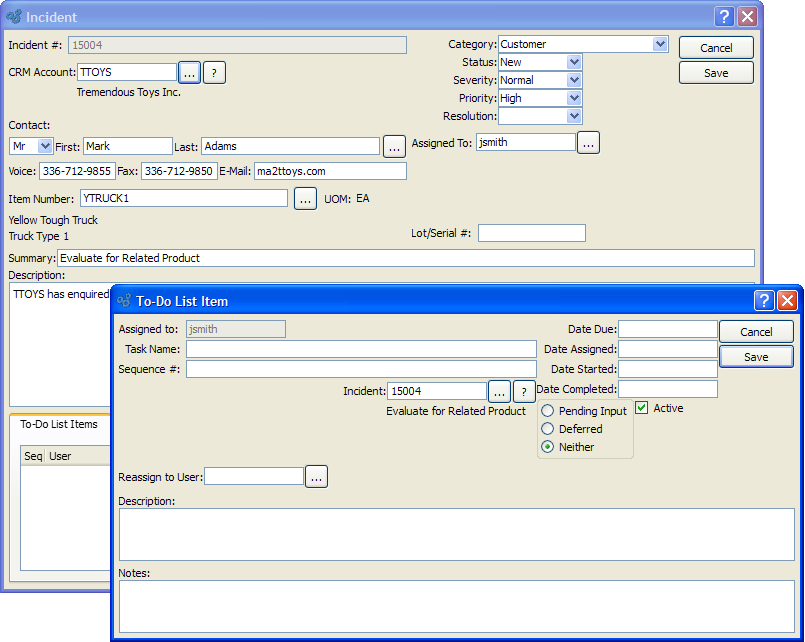 Incident
Incident #: 15004
Category: Customer
Cancel
CRM Account: TTOYS ... ?
Status: New
Save
Tremendous Toys Inc.
Severity: Normal
Priority: High
Resolution:
Contact:
Mr First: Mark Last: Adams ...
Assigned To: jsmith ...
Voice: 336-712-9855 Fax: 336-712-9850 E-Mail: ma2ttoys.com
Item Number: YTRUCK1 ... UOM: EA
Yellow Tough Truck
Truck Type 1
Lot/Serial #:
Summary: Evaluate for Related Product
Description:
TTOYS has enquired
To-Do List Items
Seq User
To-Do List Item
Assigned to: jsmith
Date Due:
Cancel
Task Name:
Date Assigned:
Save
Sequence #:
Date Started:
Incident: 15004 ... ?
Date Completed:
Evaluate for Related Product
Pending Input
Active
Deferred
Neither
Reassign to User: ...
Description:
Notes: